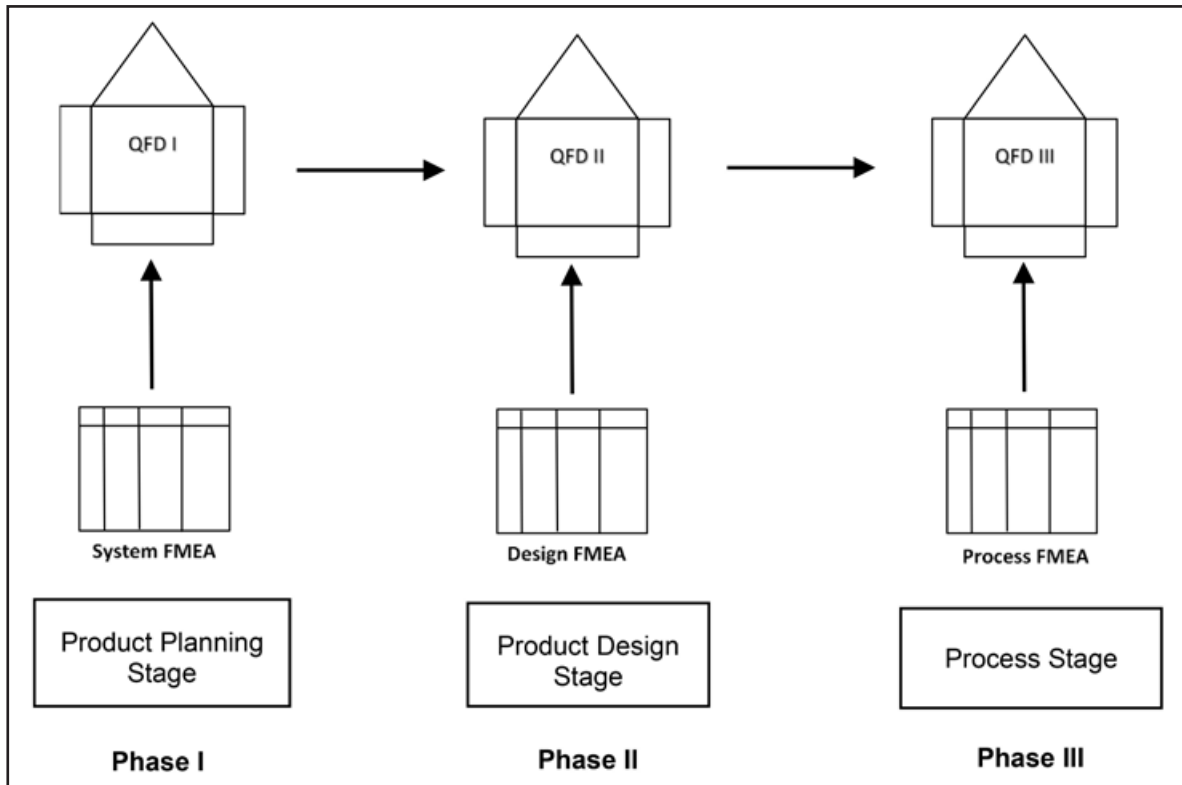 QFD I
QFD II
QFD III
System FMEA
Design FMEA
Process FMEA
Product Planning
Stage
Product Design
Stage
Process Stage
Phase I
Phase II
Phase III